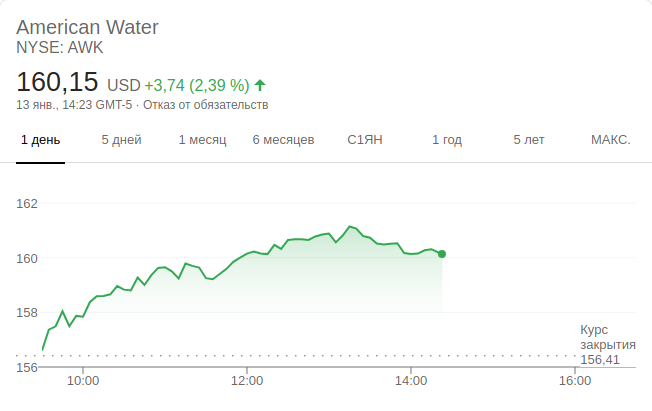 American Water
NYSE: AWK
160,15 USD +3,74 (2,39 %)
13 янв., 14:23 GMT-5 · Отказ от обязательств
1 день 5 дней 1 месяц 6 месяцев С1ЯН 1 год 5 лет МАКС.
162
160
158
156
Курс
закрытия
156,41
10:00 12:00 14:00 16:00